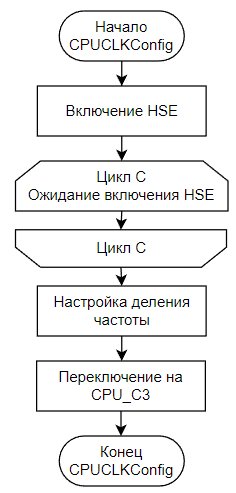 Начало
CPUCLKConfig
Включение HSE
Цикл С
Ожидание включения HSE
Цикл С
Настройка деления
частоты
Переключение на
CPU_C3
Конец
CPUCLKConfig